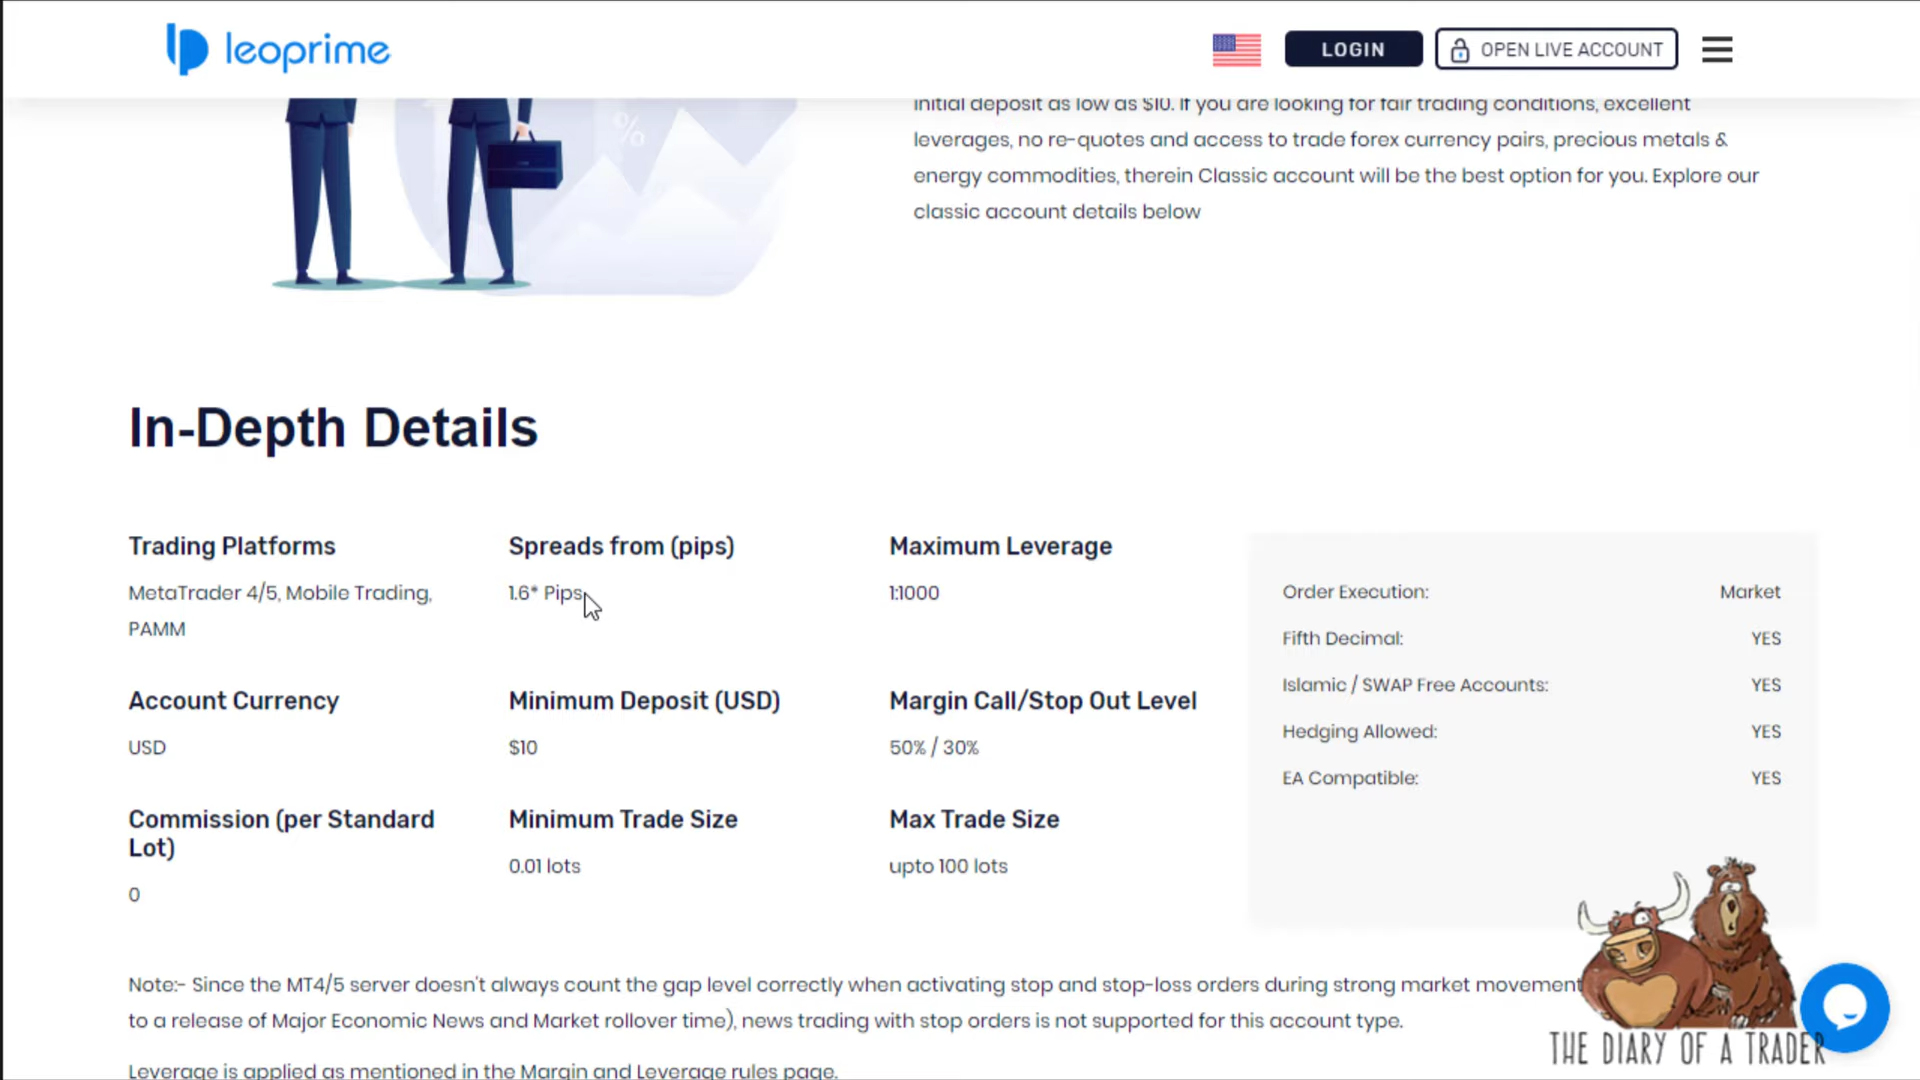 leoprime
LOGIN
OPEN LIVE ACCOUNT
initial deposit as low as $10. If you are looking for fair trading conditions, excellent
leverages, no re-quotes and access to trade forex currency pairs, precious metals &
energy commodities, therein Classic account will be the best option for you. Explore our
classic account details below
%
In-Depth Details
Trading Platforms
MetaTrader 4/5, Mobile Trading,
PAMM
Spreads from (pips)
1.6* Pips
Maximum Leverage
1:1000
Account Currency
USD
Minimum Deposit (USD)
$10
Margin Call/Stop Out Level
50% / 30%
Commission (per Standard
Lot)
0
Minimum Trade Size
0.01 lots
Max Trade Size
upto 100 lots
Order Execution: Market
Fifth Decimal: YES
Islamic / SWAP Free Accounts: YES
Hedging Allowed: YES
EA Compatible: YES
Note:- Since the MT4/5 server doesn't always count the gap level correctly when activating stop and stop-loss orders during strong market movement
to a release of Major Economic News and Market rollover time), news trading with stop orders is not supported for this account type.
Leverage is applied as mentioned in the Margin and Leverage rules page.
THE DIARY OF A TRADER